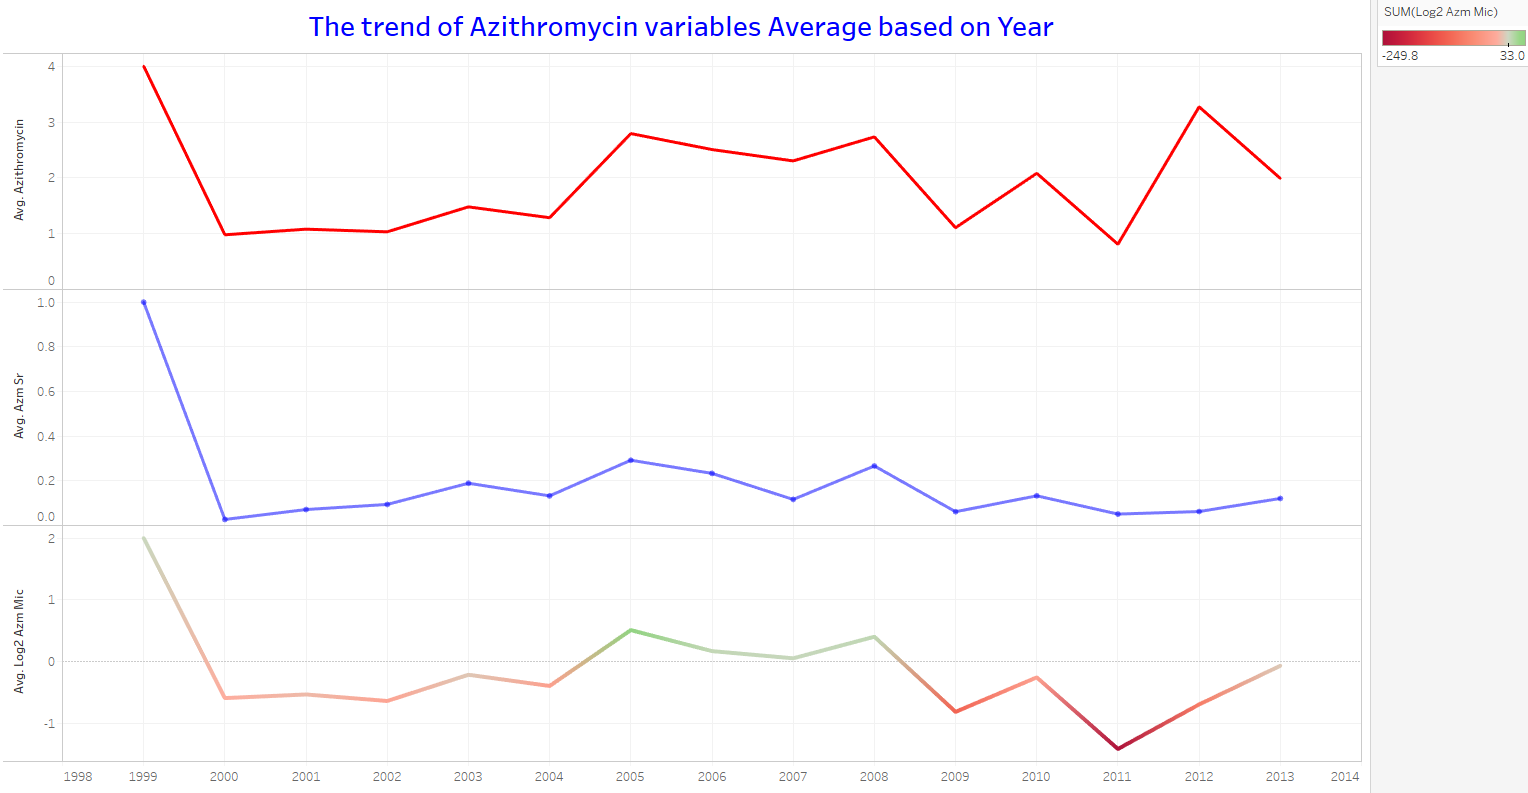 The trend of Azithromycin variables Average based on Year
SUM(Log2 Azm Mic)
-249.8 33.0
Avg. Azithromycin
4
3
2
1
0
Avg. Azm Sr
1.0
0.8
0.6
0.4
0.2
0.0
Avg. Log2 Azm Mic
2
1
0
-1
1998 1999 2000 2001 2002 2003 2004 2005 2006 2007 2008 2009 2010 2011 2012 2013 2014